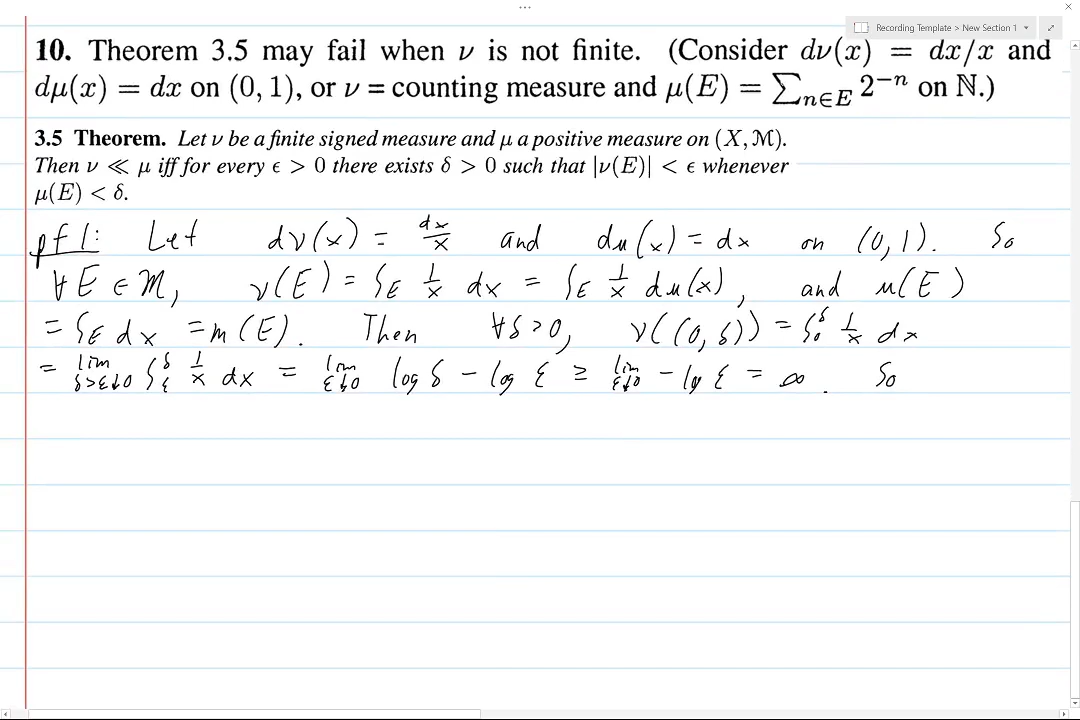 Recording Template > New Section 1
10. Theorem 3.5 may fail when ν is not finite. (Consider dν(x) = dx/x and
dμ(x) = dx on (0, 1), or ν = counting measure and μ(E) = ∑_{n∈E} 2^{-n} on ℕ.)
3.5 Theorem. Let ν be a finite signed measure and μ a positive measure on (X, ℳ).
Then ν ≪ μ iff for every ϵ > 0 there exists δ > 0 such that |ν(E)| < ϵ whenever
μ(E) < δ.
pf 1: Let dν(x) = dx/x and dμ(x) = dx on (0, 1). So
∀ E ∈ M, ν(E) = ∫_E 1/x dx = ∫_E 1/x dμ(x), and μ(E)
= ∫_E dx = m(E). Then ∀δ>0, ν((0, δ)) = ∫_0^δ 1/x dx
= lim_{δ>ε↓0} ∫_ε^δ 1/x dx = lim_{ε↓0} log δ - log ε ≥ lim_{ε↓0} - log ε = ∞. So